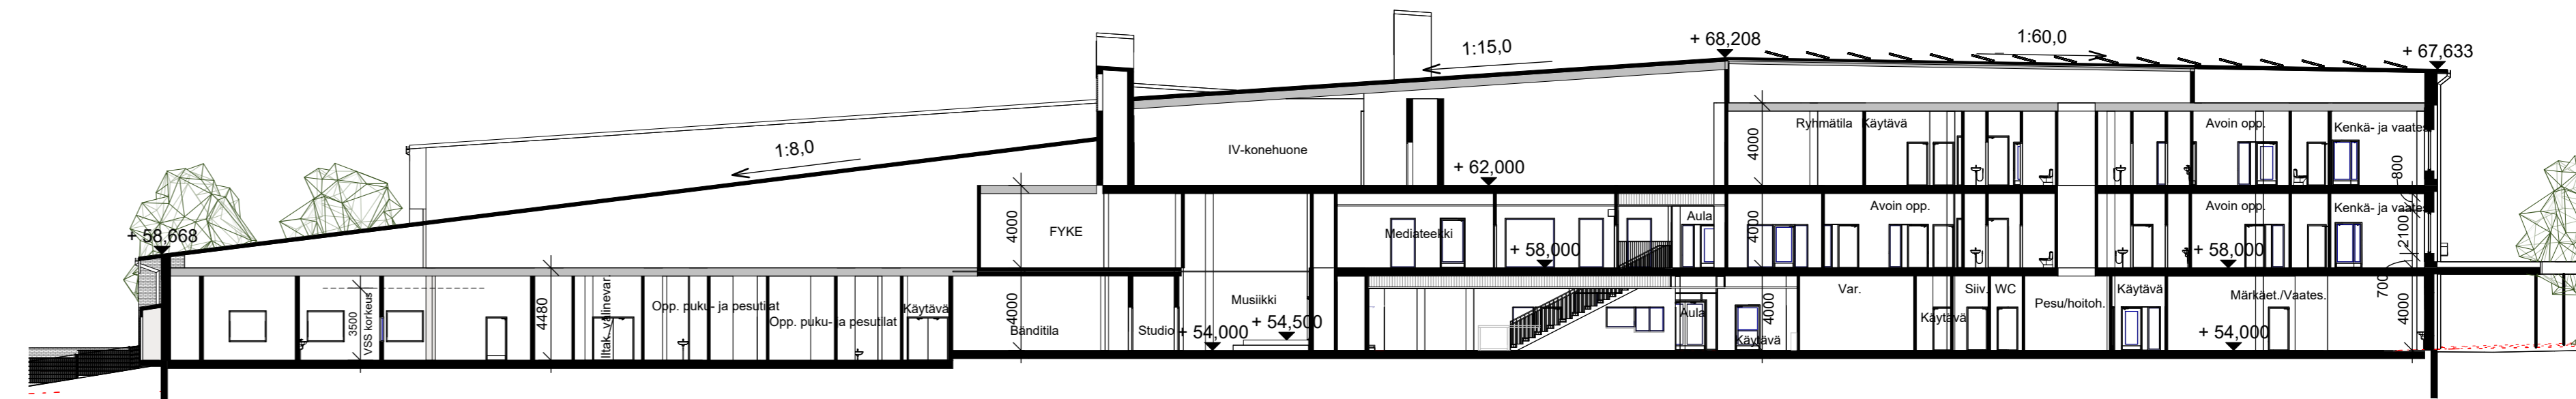 1:15,0
+ 68,208
1:60,0
+ 67,633
1:8,0
IV-konehuone
4000
Ryhmätila
Käytävä
Avoin opp.
Kenkä- ja vaates
800
+ 62,000
+ 58,668
4000
FYKE
Mediateekki
+ 58,000
Aula
4000
Avoin opp.
Avoin opp.
+ 58,000
Kenkä- ja vaates
2100
3500
VSS korkeus
4480
Iltak. välinevar.
Opp. puku- ja pesutilat
Opp. puku- ja pesutilat
Käytävä
4000
Bänditila
Studio
+ 54,000
Musiikki
+ 54,500
Aula
Käytävä
4000
Var.
Käytävä
Siiv.
WC
Pesu/hoitoh.
Käytävä
Märkäet./Vaates.
+ 54,000
700
4000